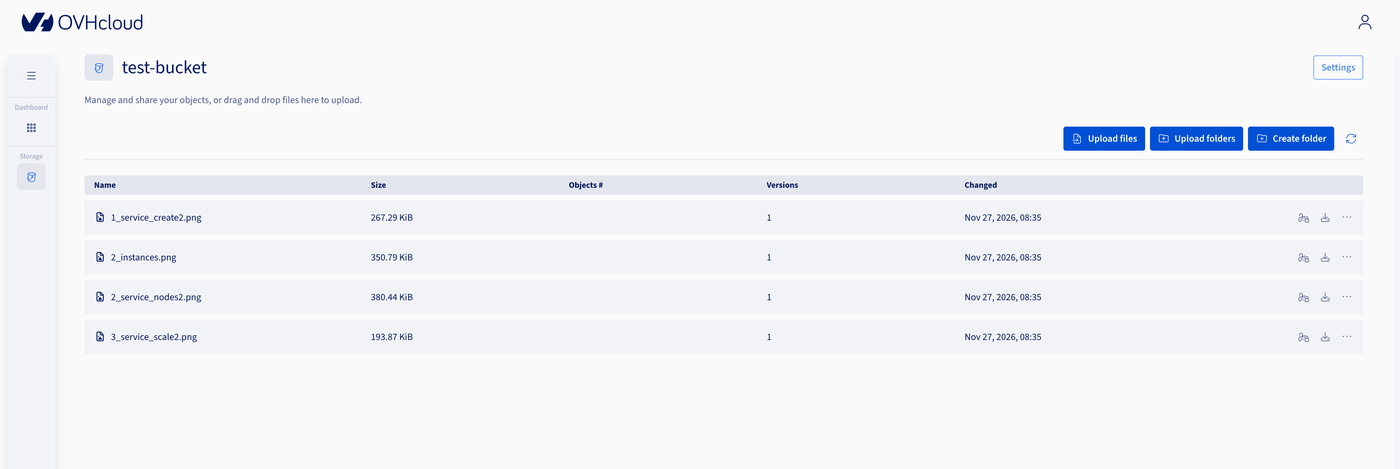 OVHcloud
test-bucket
Settings
Manage and share your objects, or drag and drop files here to upload.
Dashboard
Storage
Upload files Upload folders Create folder
Name Size Objects # Versions Changed
1_service_create2.png 267.29 KiB 1 Nov 27, 2026, 08:35
2_instances.png 350.79 KiB 1 Nov 27, 2026, 08:35
2_service_nodes2.png 380.44 KiB 1 Nov 27, 2026, 08:35
3_service_scale2.png 193.87 KiB 1 Nov 27, 2026, 08:35